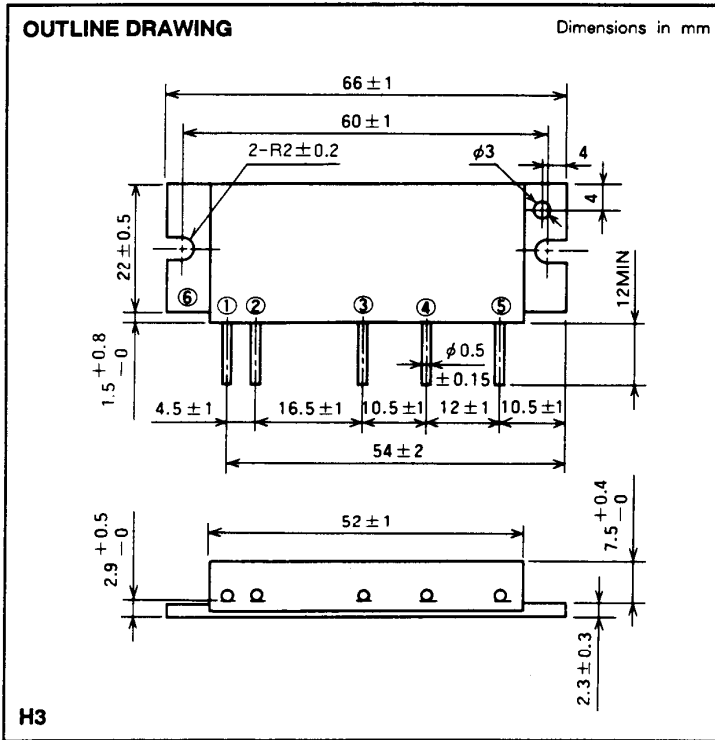 OUTLINE DRAWING
Dimensions in mm
66±1
60±1
2-R2±0.2
φ3
4
4
22±0.5
12MIN
⑥
①
②
③
④
⑤
1.5 +0.8 −0
φ0.5
±0.15
4.5±1
16.5±1
10.5±1
12±1
10.5±1
54±2
52±1
2.9 +0.5 −0
7.5 +0.4 −0
2.3±0.3
H3